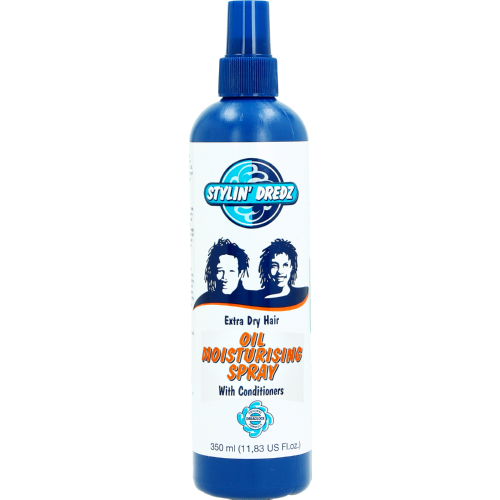 STYLIN' DREDZ
Extra Dry Hair
OIL
MOISTURISING
SPRAY
With Conditioners
350 ml (11,83 US Fl.oz.)